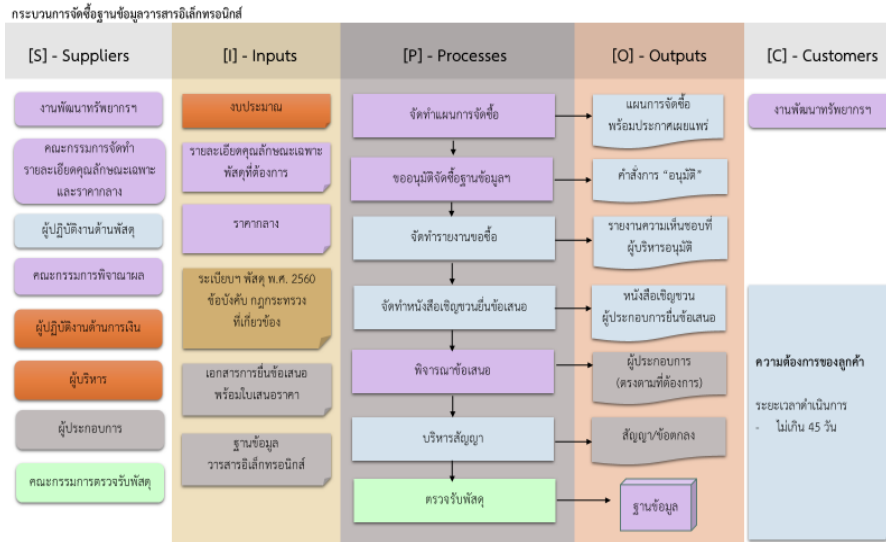 กระบวนการจัดซื้อฐานข้อมูลวารสารอิเล็กทรอนิกส์
[S] - Suppliers
[I] - Inputs
[P] - Processes
[O] - Outputs
[C] - Customers
งานพัฒนาทรัพยากรฯ
คณะกรรมการจัดทำ
รายละเอียดคุณลักษณะเฉพาะ
และราคากลาง
ผู้ปฏิบัติงานด้านพัสดุ
คณะกรรมการพิจาณาผล
ผู้ปฏิบัติงานด้านการเงิน
ผู้บริหาร
ผู้ประกอบการ
คณะกรรมการตรวจรับพัสดุ
งบประมาณ
รายละเอียดคุณลักษณะเฉพาะ
พัสดุที่ต้องการ
ราคากลาง
ระเบียบฯ พัสดุ พ.ศ. 2560
ข้อบังคับ กฎกระทรวง
ที่เกี่ยวข้อง
เอกสารการยื่นข้อเสนอ
พร้อมใบเสนอราคา
ฐานข้อมูล
วารสารอิเล็กทรอนิกส์
จัดทำแผนการจัดซื้อ
ขออนุมัติจัดซื้อฐานข้อมูลฯ
จัดทำรายงานขอซื้อ
จัดทำหนังสือเชิญชวนยื่นข้อเสนอ
พิจารณาข้อเสนอ
บริหารสัญญา
ตรวจรับพัสดุ
แผนการจัดซื้อ
พร้อมประกาศเผยแพร่
คำสั่งการ “อนุมัติ”
รายงานความเห็นชอบที่
ผู้บริหารอนุมัติ
หนังสือเชิญชวน
ผู้ประกอบการยื่นข้อเสนอ
ผู้ประกอบการ
(ตรงตามที่ต้องการ)
สัญญา/ข้อตกลง
ฐานข้อมูล
งานพัฒนาทรัพยากรฯ
ความต้องการของลูกค้า
ระยะเวลาดำเนินการ
- ไม่เกิน 45 วัน